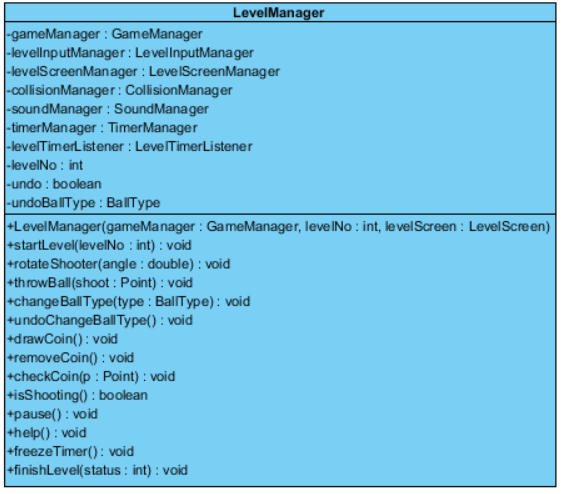 LevelManager
-gameManager : GameManager
-levelInputManager : LevelInputManager
-levelScreenManager : LevelScreenManager
-collisionManager : CollisionManager
-soundManager : SoundManager
-timerManager : TimerManager
-levelTimerListener : LevelTimerListener
-levelNo : int
-undo : boolean
-undoBallType : BallType
+LevelManager(gameManager : GameManager, levelNo : int, levelScreen : LevelScreen)
+startLevel(levelNo : int) : void
+rotateShooter(angle : double) : void
+throwBall(shoot : Point) : void
+changeBallType(type : BallType) : void
+undoChangeBallType() : void
+drawCoin() : void
+removeCoin() : void
+checkCoin(p : Point) : void
+isShooting() : boolean
+pause() : void
+help() : void
+freezeTimer() : void
+finishLevel(status : int) : void